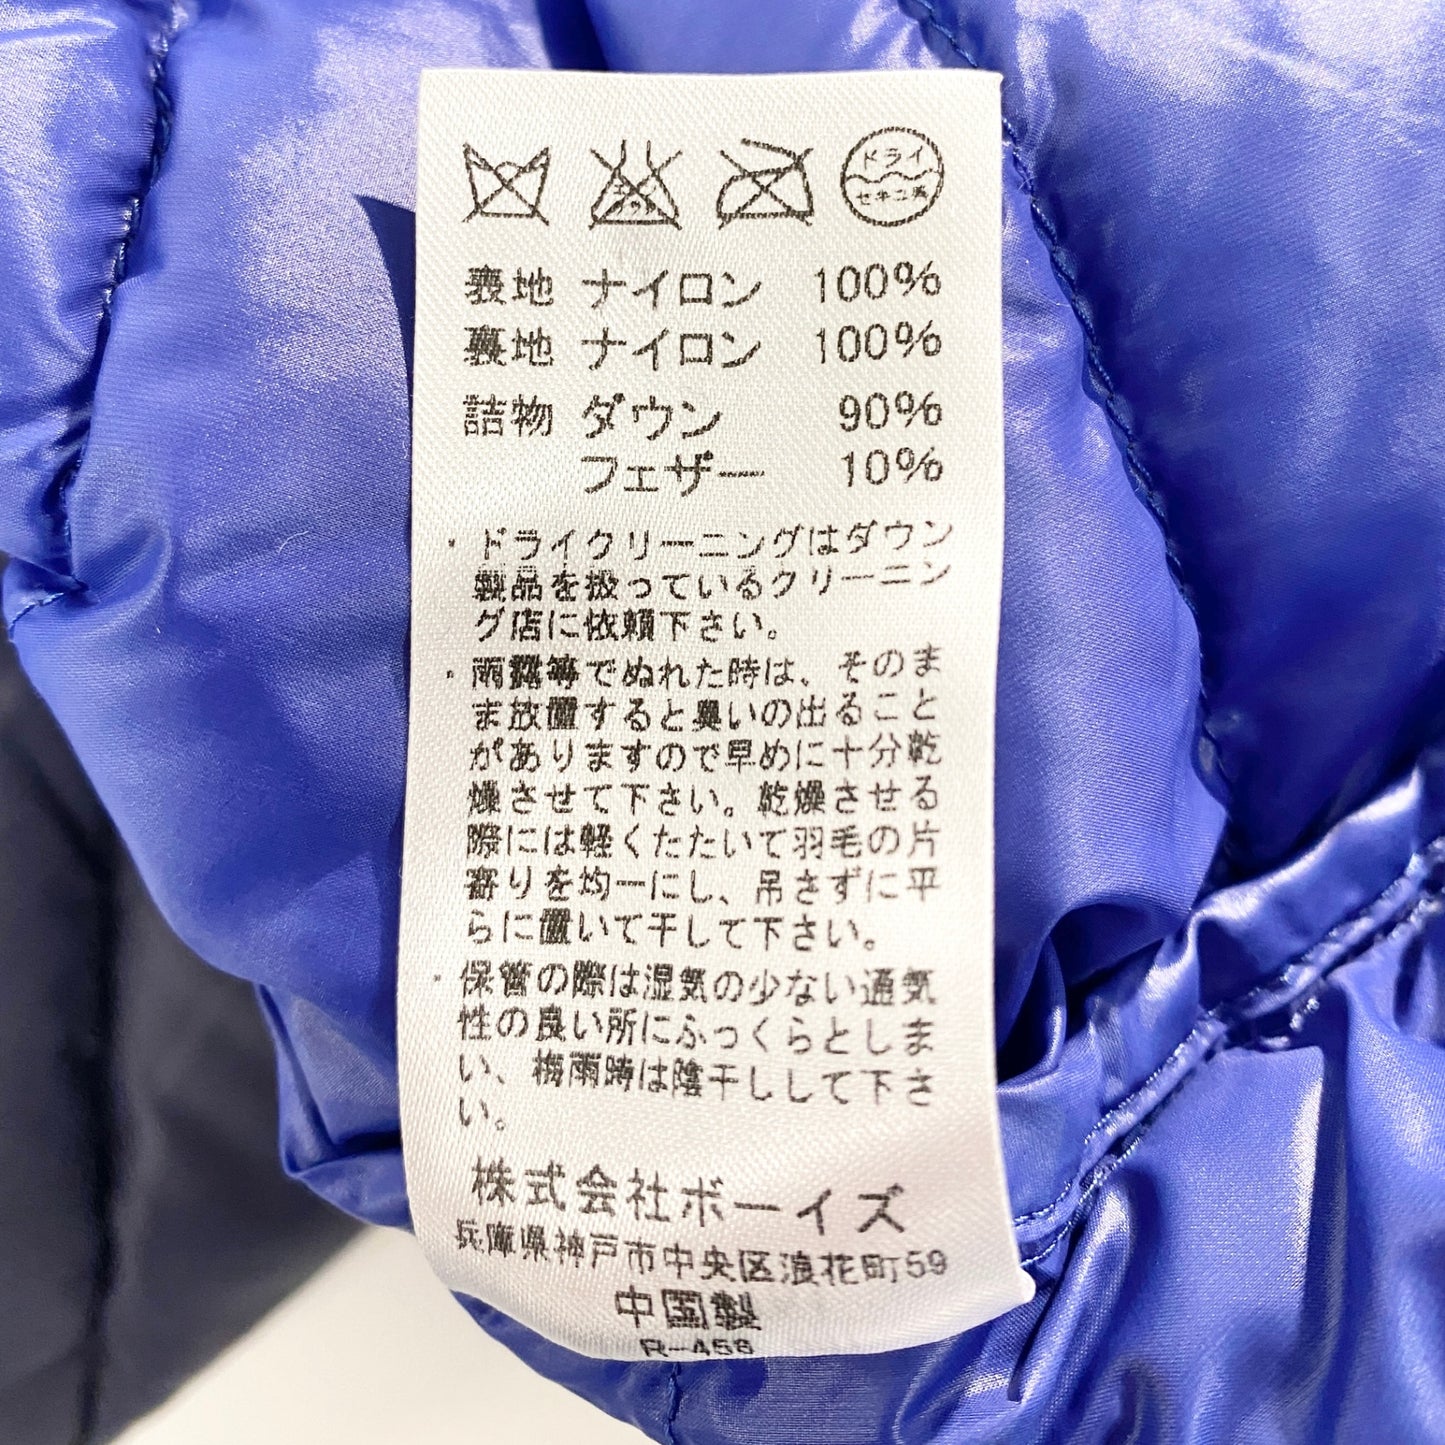 ドライ
セキユ系
エンソ
サラシ
表地 ナイロン 100%
裏地 ナイロン 100%
詰物 ダウン 90%
フェザー 10%
・ドライクリーニングはダウン
製品を扱っているクリーニン
グ店に依頼下さい。
・雨露等でぬれた時は、そのま
ま放置すると臭いの出ること
がありますので早めに十分乾
燥させて下さい。乾燥させる
際には軽くたたいて羽毛の片
寄りを均一にし、吊さずに平
らに置いて干して下さい。
・保管の際は湿気の少ない通気
性の良い所にふっくらとしま
い、梅雨時は陰干しして下さ
い。
株式会社ボーイズ
兵庫県神戸市中央区浪花町59
中国製
R-458